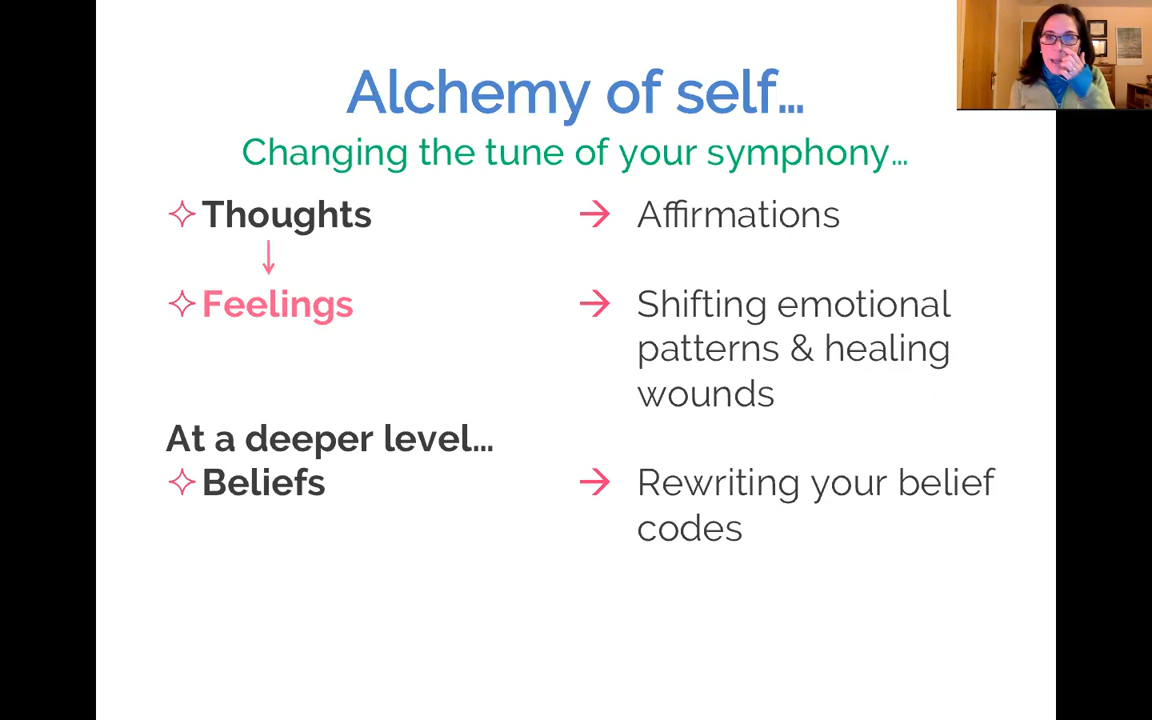 Alchemy of self…
Changing the tune of your symphony…
Thoughts → Affirmations
↓
Feelings → Shifting emotional
patterns & healing
wounds
At a deeper level…
Beliefs → Rewriting your belief
codes